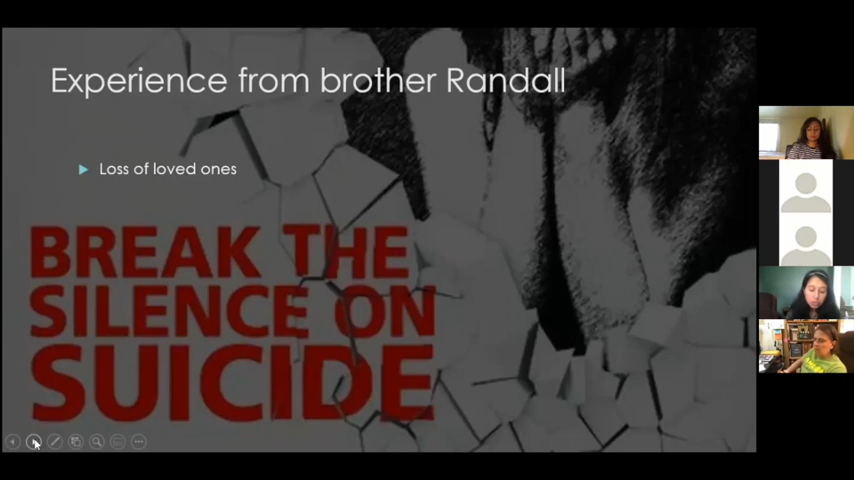 Experience from brother Randall
Loss of loved ones
BREAK THE
SILENCE ON
SUICIDE